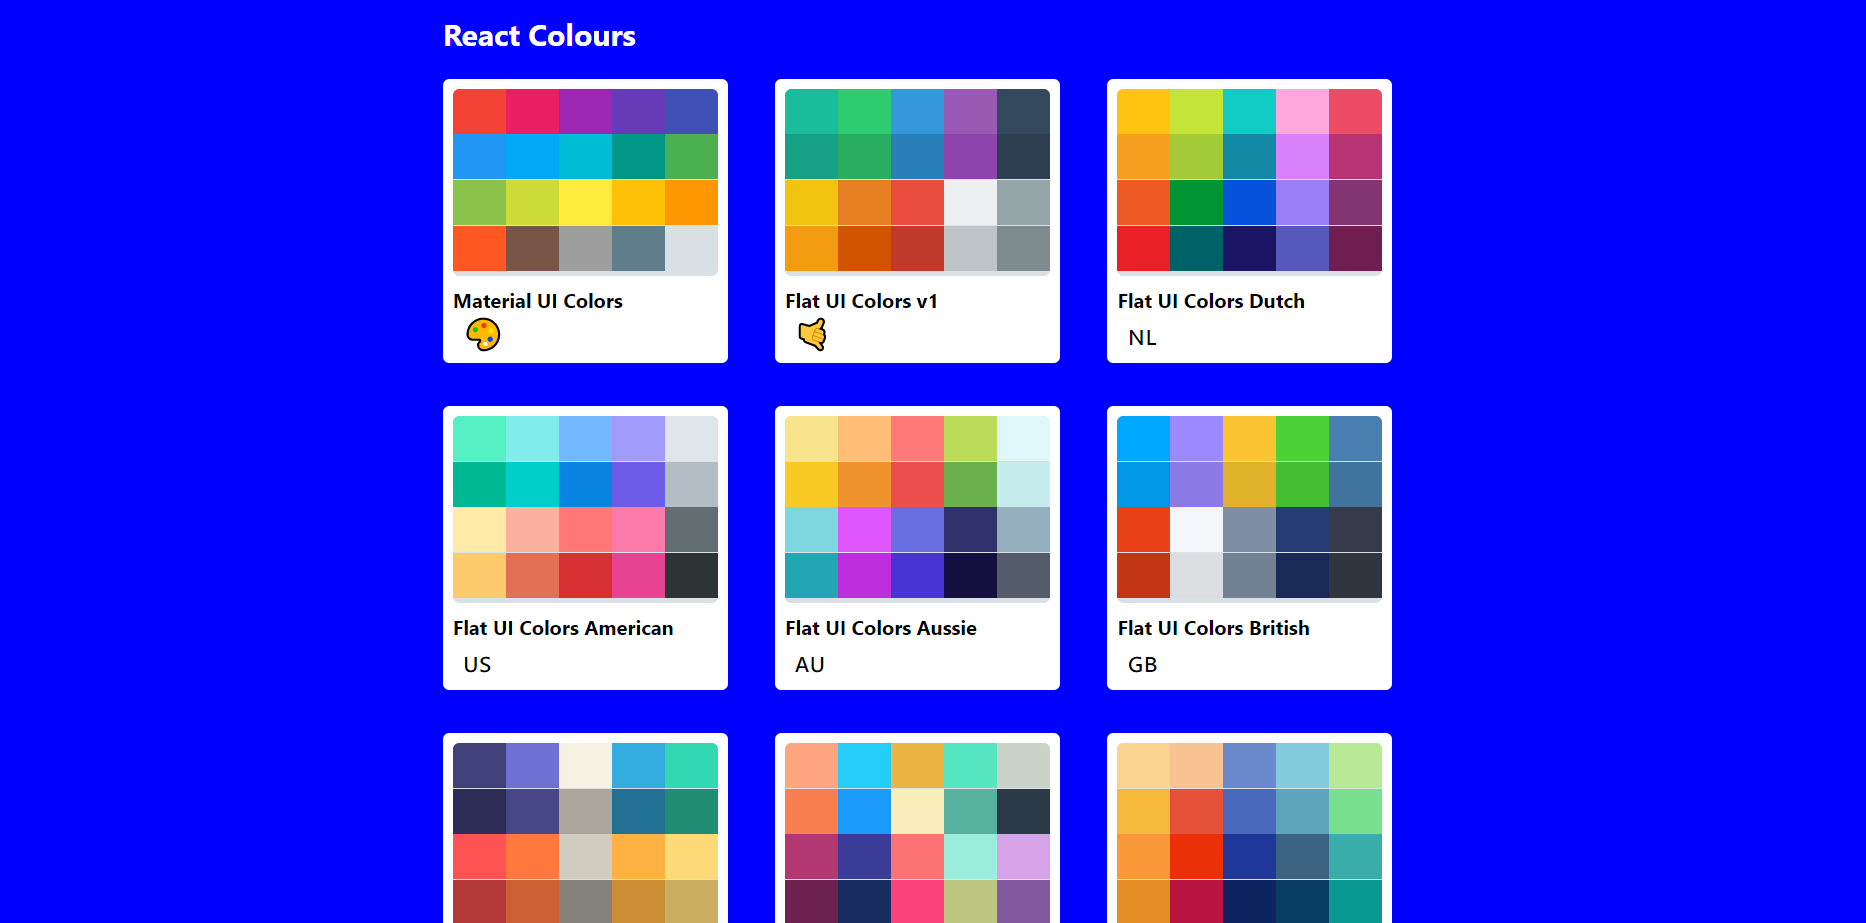 React Colours
Material UI Colors
Flat UI Colors v1
Flat UI Colors Dutch
NL
Flat UI Colors American
US
Flat UI Colors Aussie
AU
Flat UI Colors British
GB